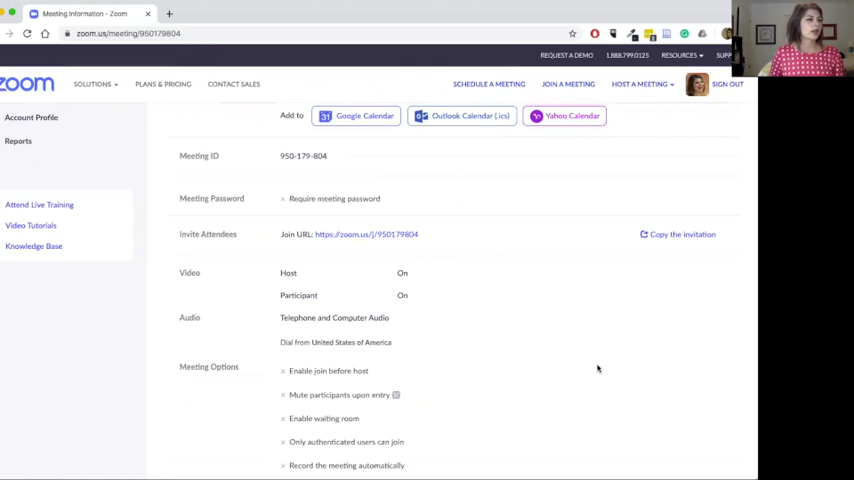 Meeting Information - Zoom
zoom.us/meeting/950179804
REQUEST A DEMO 1.888.799.0125 RESOURCES SUPP
zoom SOLUTIONS PLANS & PRICING CONTACT SALES SCHEDULE A MEETING JOIN A MEETING HOST A MEETING SIGN OUT
Account Profile
Reports
Attend Live Training
Video Tutorials
Knowledge Base
Add to 31 Google Calendar Outlook Calendar (.ics) Yahoo Calendar
Meeting ID 950-179-804
Meeting Password × Require meeting password
Invite Attendees Join URL: https://zoom.us/j/950179804 Copy the invitation
Video Host On
Participant On
Audio Telephone and Computer Audio
Dial from United States of America
Meeting Options × Enable join before host
× Mute participants upon entry
× Enable waiting room
× Only authenticated users can join
× Record the meeting automatically